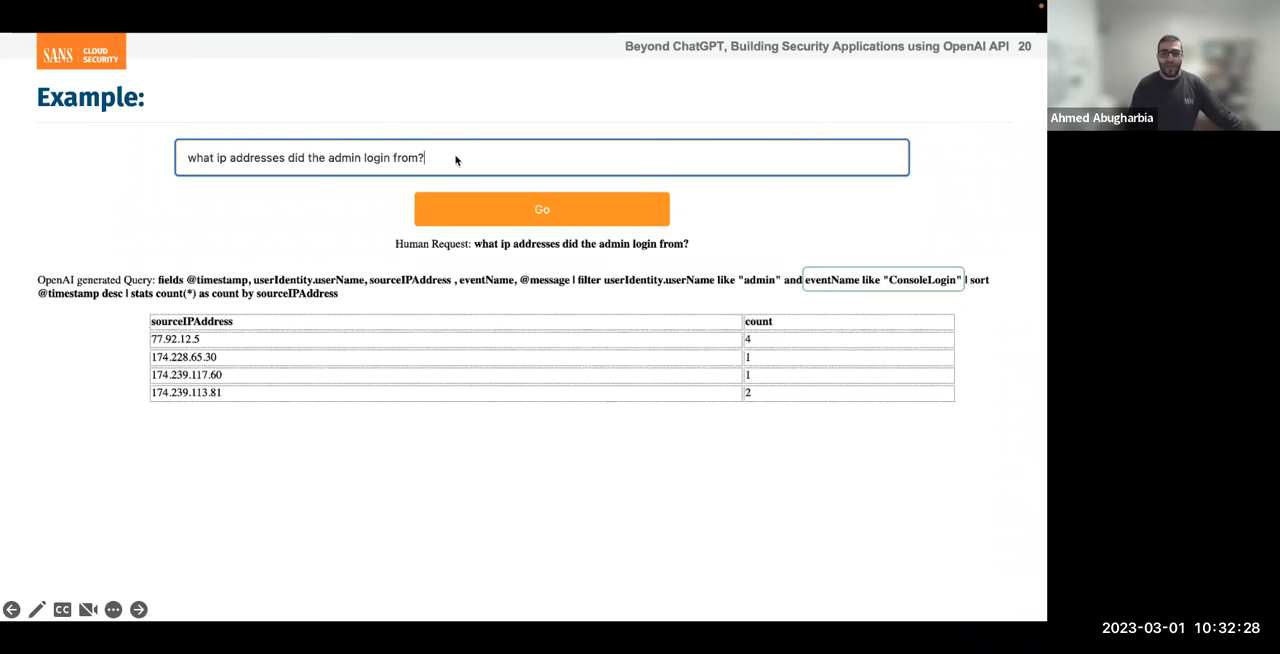 SANS
CLOUD
SECURITY
Beyond ChatGPT, Building Security Applications using OpenAI API 20
Ahmed Abugharbia
Example:
what ip addresses did the admin login from?
Go
Human Request: what ip addresses did the admin login from?
OpenAI generated Query: fields @timestamp, userIdentity.userName, sourceIPAddress , eventName, @message | filter userIdentity.userName like "admin" and eventName like "ConsoleLogin" | sort
@timestamp desc | stats count(*) as count by sourceIPAddress
sourceIPAddress count
77.92.12.5 4
174.228.65.30 1
174.239.117.60 1
174.239.113.81 2
CC
2023-03-01 10:32:28